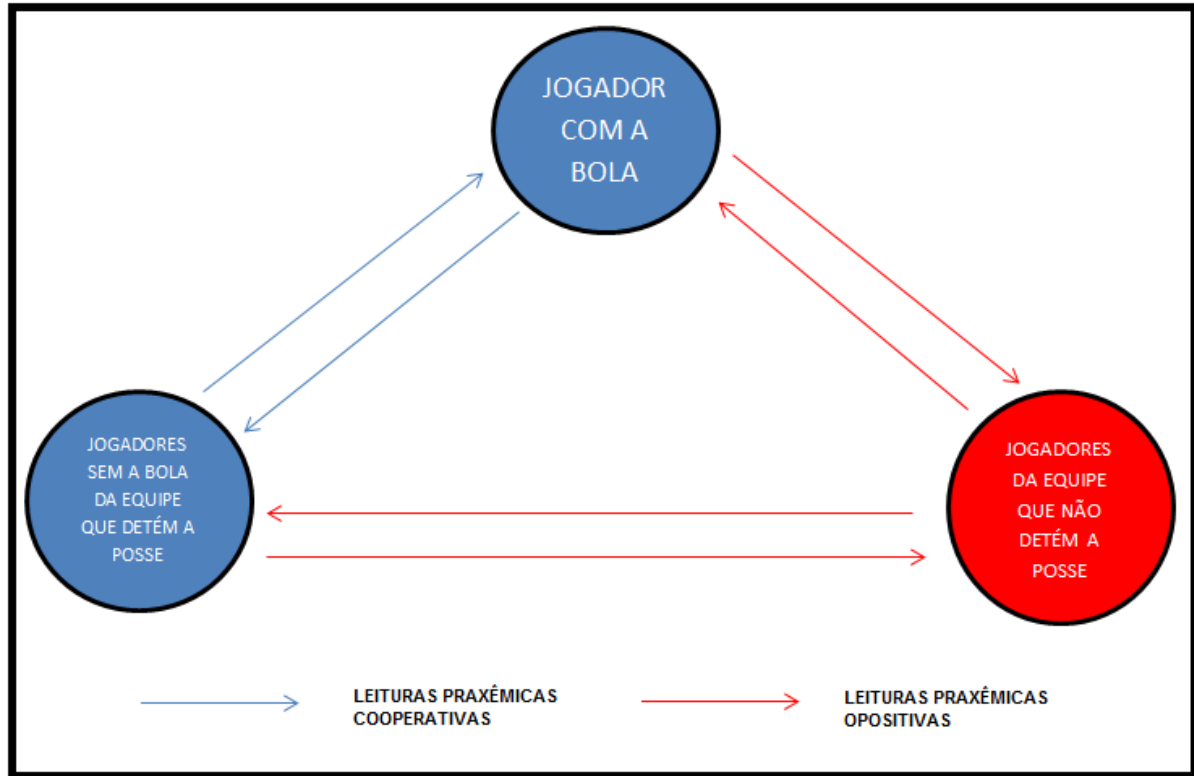 JOGADOR
COM A
BOLA
JOGADORES
SEM A BOLA
DA EQUIPE
QUE DETÉM A
POSSE
JOGADORES
DA EQUIPE
QUE NÃO
DETÉM A
POSSE
LEITURAS PRAXÊMICAS
COOPERATIVAS
LEITURAS PRAXÊMICAS
OPOSITIVAS